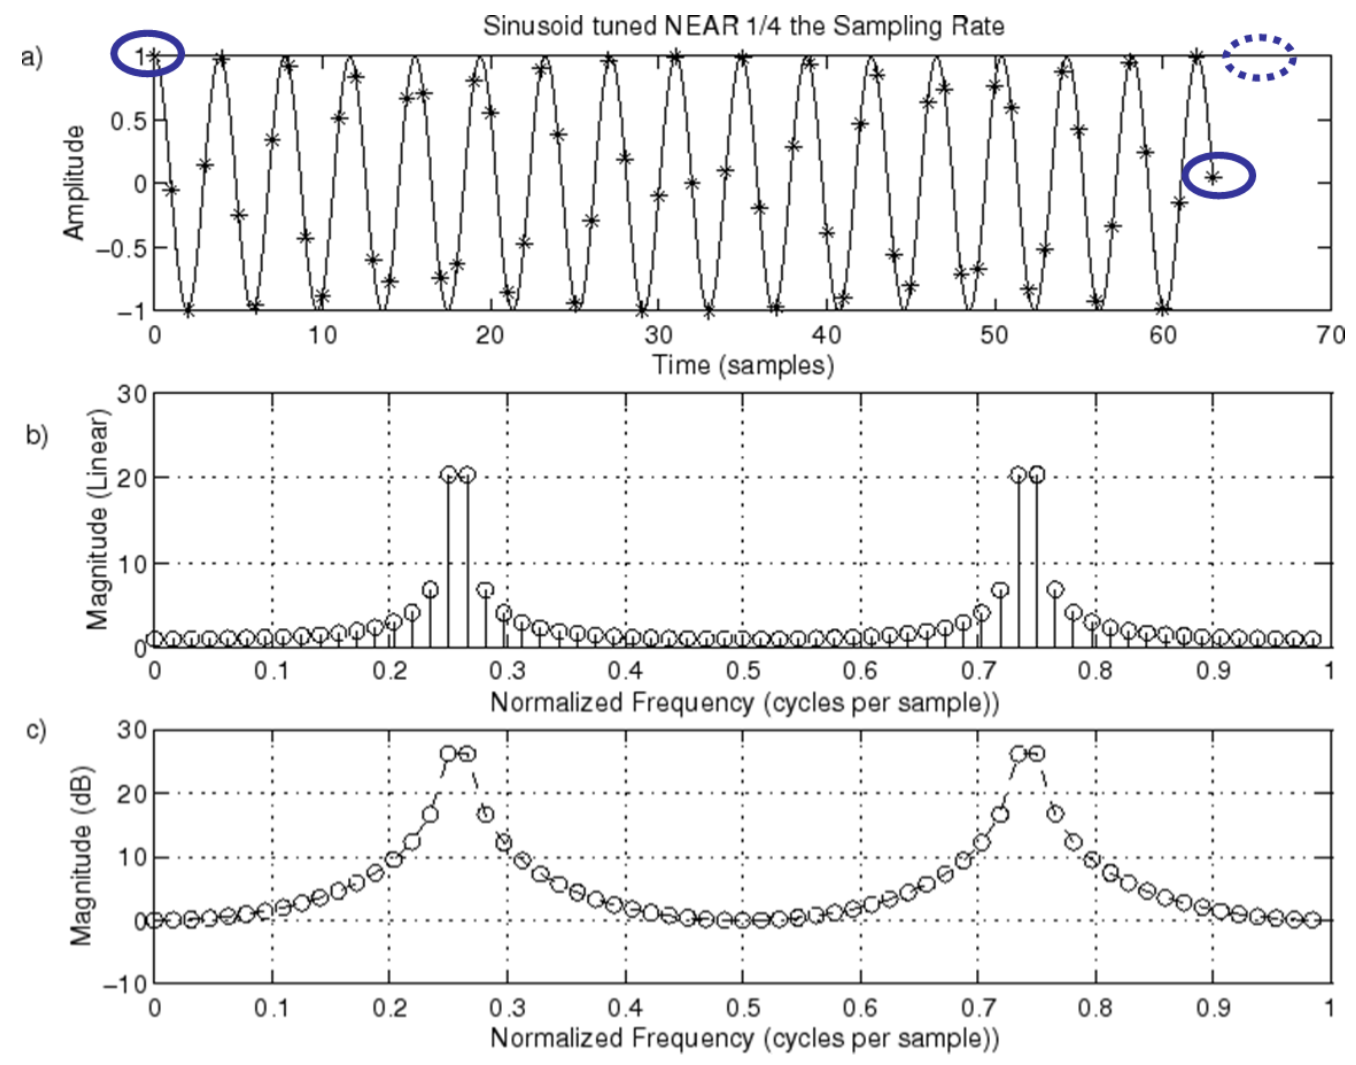 Sinusoid tuned NEAR 1/4 the Sampling Rate
a)
Amplitude
1
0.5
0
−0.5
−1
0 10 20 30 40 50 60 70
Time (samples)
b)
Magnitude (Linear)
30
20
10
0
0 0.1 0.2 0.3 0.4 0.5 0.6 0.7 0.8 0.9 1
Normalized Frequency (cycles per sample))
c)
Magnitude (dB)
30
20
10
0
−10
0 0.1 0.2 0.3 0.4 0.5 0.6 0.7 0.8 0.9 1
Normalized Frequency (cycles per sample))